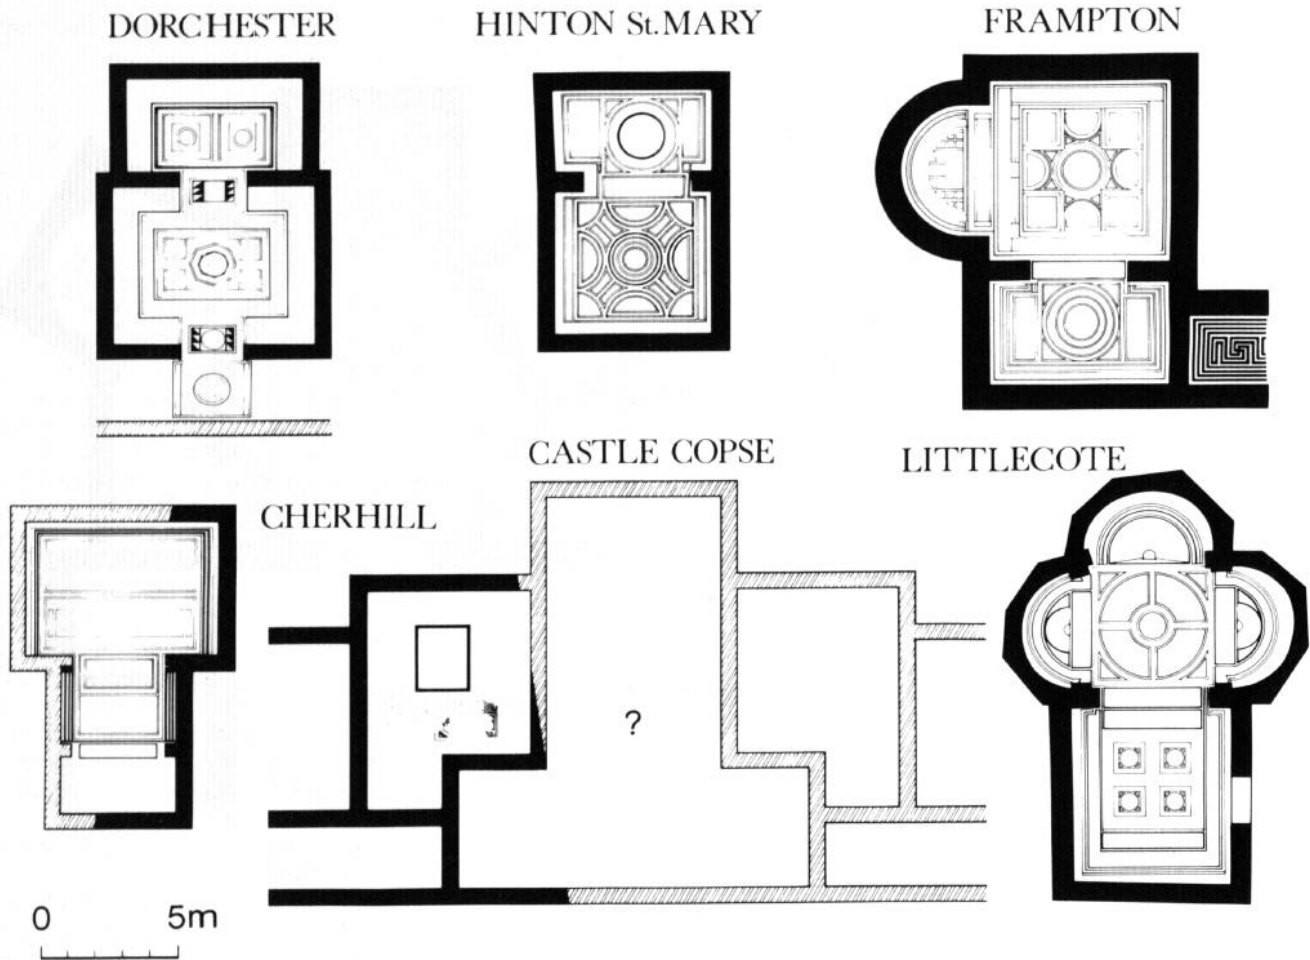 DORCHESTER
HINTON St. MARY
FRAMPTON
CASTLE COPSE
LITTLECOTE
CHERHILL
?
0 5m